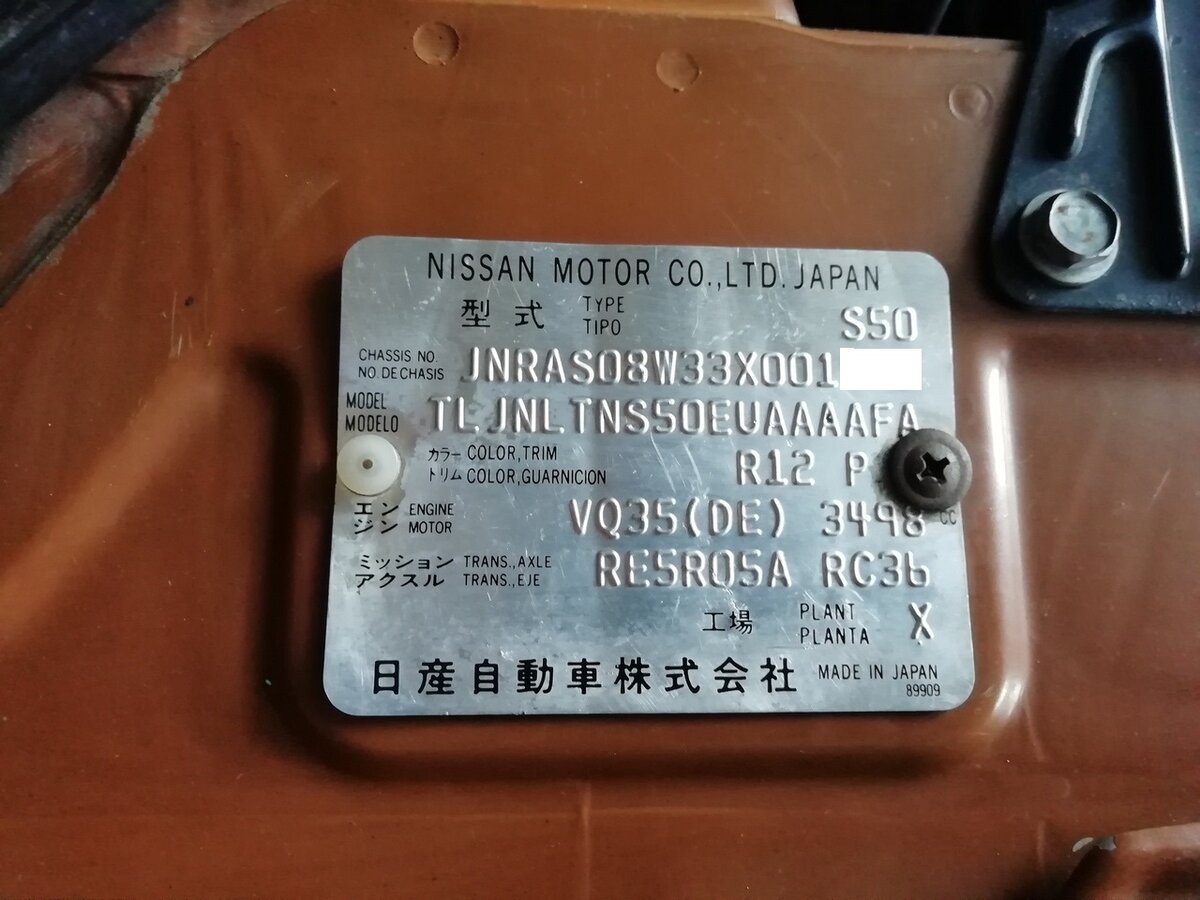 NISSAN MOTOR CO.,LTD. JAPAN
型式 TYPE TIPO S50
CHASSIS NO. NO. DE CHASIS JNRAS08W33X001
MODEL MODELO TLJNLTNS50EUAAAAFA
カラー トリム COLOR,TRIM COLOR,GUARNICION R12 P
エンジン ENGINE MOTOR VQ35(DE) 3498 CC
ミッション アクスル TRANS.,AXLE TRANS.,EJE RE5R05A RC36
工場 PLANT PLANTA X
日産自動車株式会社 MADE IN JAPAN
89909